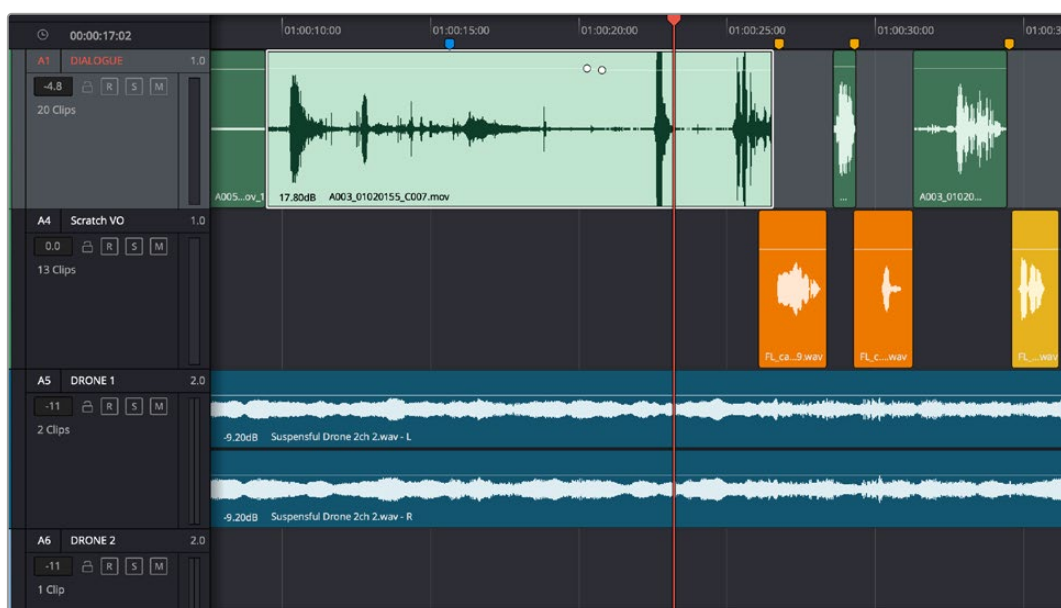 00:00:17:02
01:00:10:00 01:00:15:00 01:00:20:00 01:00:25:00 01:00:30:00 01:00:3
A1 DIALOGUE 1.0
-4.8 R S M
20 Clips
A005...ov_1 17.80dB A003_01020155_C007.mov ... A003_01020...
A4 Scratch VO 1.0
0.0 R S M
13 Clips
FL_ca...9.wav FL_c....wav FL_...wav
A5 DRONE 1 2.0
-11 R S M
2 Clips
-9.20dB Suspensful Drone 2ch 2.wav - L
-9.20dB Suspensful Drone 2ch 2.wav - R
A6 DRONE 2 2.0
-11 R S M
1 Clip